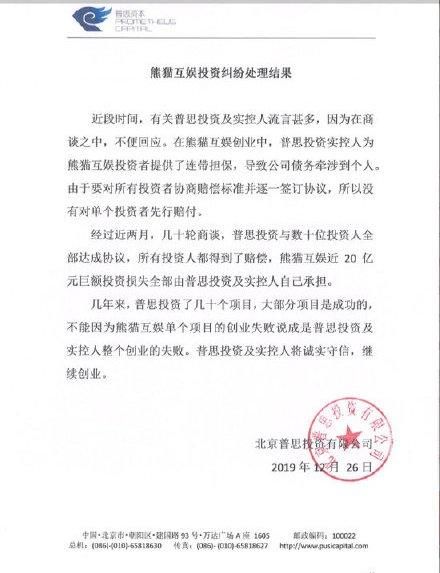 普思资本
PROMETHEUS
CAPITAL
熊猫互娱投资纠纷处理结果
近段时间，有关普思投资及实控人流言甚多，因为在商
谈之中，不便回应。在熊猫互娱创业中，普思投资实控人为
熊猫互娱投资者提供了连带担保，导致公司债务牵涉到个人。
由于要对所有投资者协商赔偿标准并逐一签订协议，所以没
有对单个投资者先行赔付。
经过近两月，几十轮商谈，普思投资与数十位投资人全
部达成协议，所有投资人都得到了赔偿，熊猫互娱近 20 亿
元巨额投资损失全部由普思投资及实控人自己承担。
几年来，普思投资了几十个项目，大部分项目是成功的，
不能因为熊猫互娱单个项目的创业失败说成是普思投资及
实控人整个创业的失败。普思投资及实控人将诚实守信，继
续创业。
北京普思投资有限公司
2019 年 12 月 26 日
北京普思投资有限公司
中国·北京市·朝阳区·建国路 93 号·万达广场 A 座 1605 邮政编码：100022
总机：(086)-(010)-65818630 传真：(086)-(010)-65818627 http://www.pusicapital.com